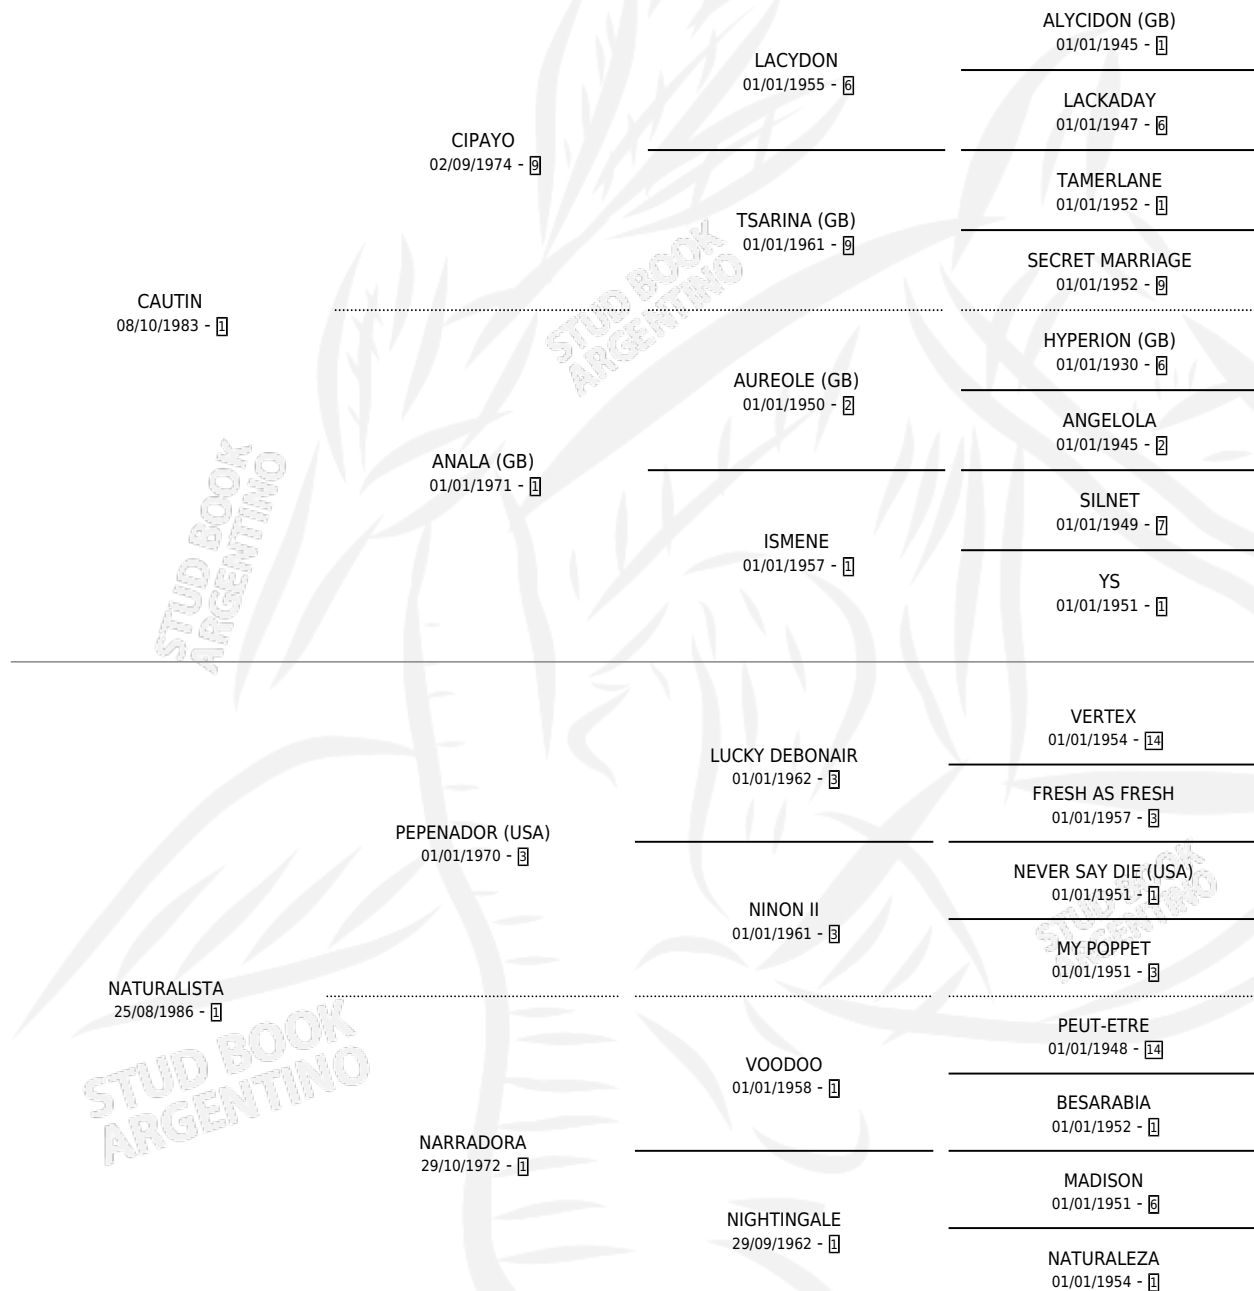 CAUTIN
08/10/1983 - 1
CIPAYO
02/09/1974 - 9
LACYDON
01/01/1955 - 6
ALYCIDON (GB)
01/01/1945 - 1
LACKADAY
01/01/1947 - 6
TSARINA (GB)
01/01/1961 - 9
TAMERLANE
01/01/1952 - 1
SECRET MARRIAGE
01/01/1952 - 9
ANALA (GB)
01/01/1971 - 1
AUREOLE (GB)
01/01/1950 - 2
HYPERION (GB)
01/01/1930 - 6
ANGELOLA
01/01/1945 - 2
ISMENE
01/01/1957 - 1
SILNET
01/01/1949 - 7
YS
01/01/1951 - 1
NATURALISTA
25/08/1986 - 1
PEPENADOR (USA)
01/01/1970 - 3
LUCKY DEBONAIR
01/01/1962 - 3
VERTEX
01/01/1954 - 14
FRESH AS FRESH
01/01/1957 - 3
NINON II
01/01/1961 - 3
NEVER SAY DIE (USA)
01/01/1951 - 1
MY POPPET
01/01/1951 - 3
NARRADORA
29/10/1972 - 1
VOODOO
01/01/1958 - 1
PEUT-ETRE
01/01/1948 - 14
BESARABIA
01/01/1952 - 1
NIGHTINGALE
29/09/1962 - 1
MADISON
01/01/1951 - 6
NATURALEZA
01/01/1954 - 1
STUD BOOK
ARGENTINO
STUD BOOK
ARGENTINO
STUD BOOK
ARGENTINO
STUD BOOK
ARGENTINO